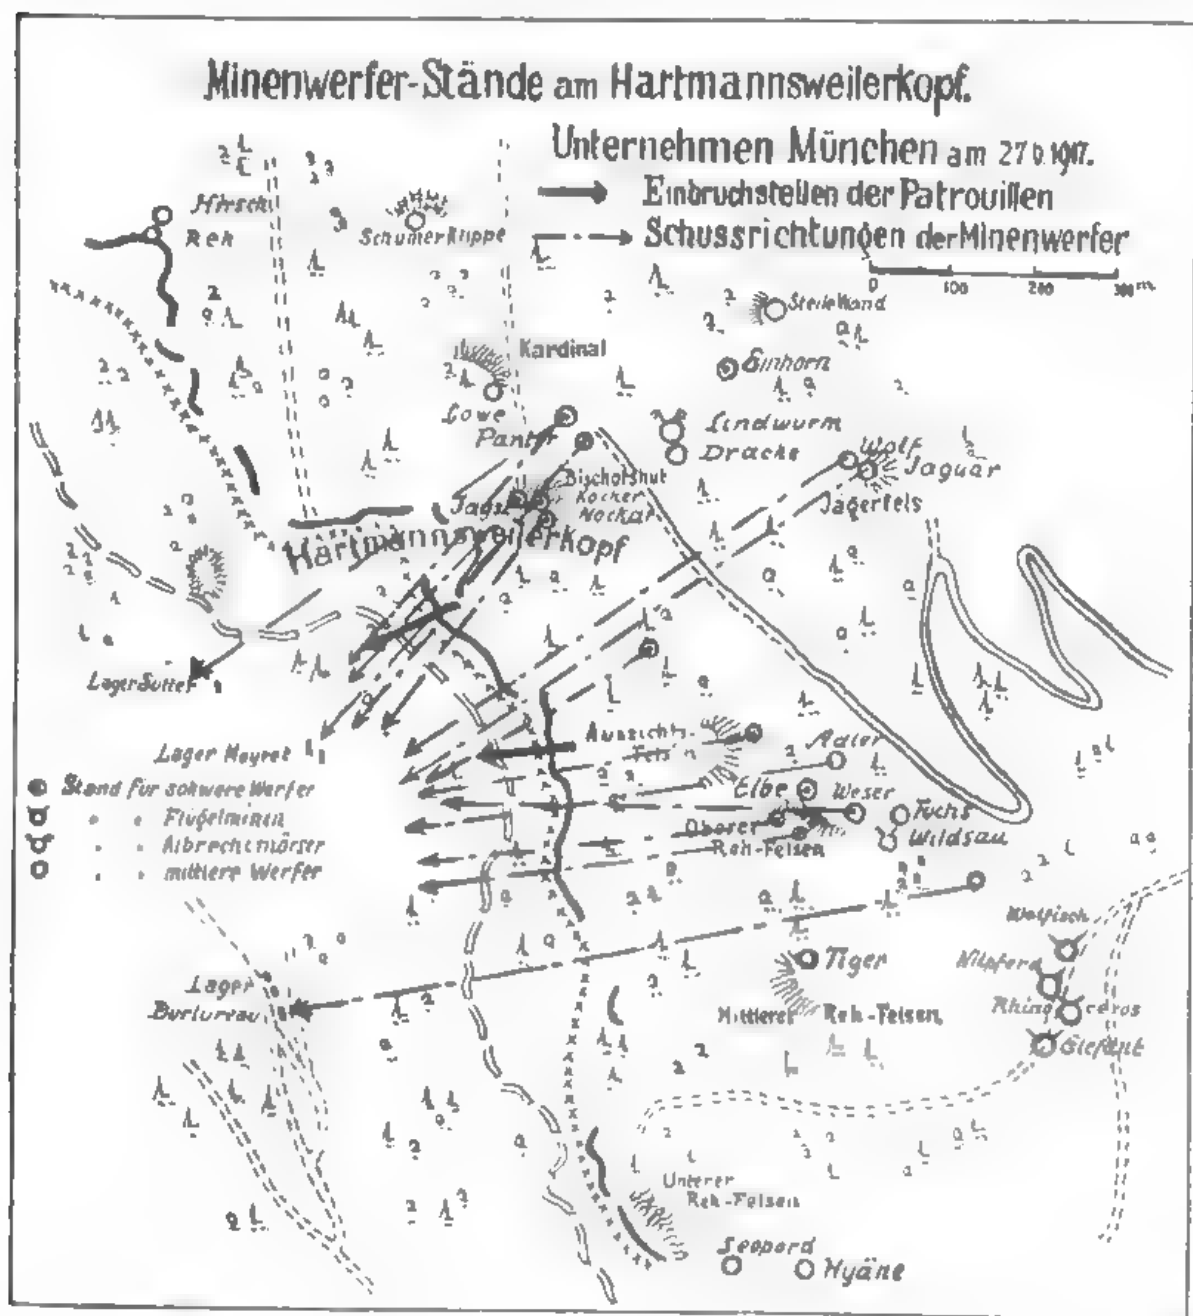 Minenwerfer-Stände am Hartmannsweilerkopf.
Unternehmen München am 27 1917.
Einbruchstellen der Patrouillen
Schussrichtungen der Minenwerfer
0 100 200 300 m.
Hirsch
Reh
Steile Wand
Kardinal
Einhorn
Löwe
Panter
Lindwurm
Drache
Wolf
Jaguar
Jägerfels
Bischofshut
Kocher
Neckar
Jagst
Hartmannsweilerkopf
Lager Sutter
Lager Meyret
Aussichts-
Felsen
Adler
Elbe
Weser
Stand für schwere Werfer
Flügelminen
Albrechtmörser
mittlere Werfer
Fuchs
Wildsau
Oberer
Reh-Felsen
Walfisch
Nilpferd
Rhinoceros
Elefant
Tiger
Mittlerer Reh-Felsen
Lager
Burlureau
Unterer
Reh-Felsen
Leopard
Hyäne